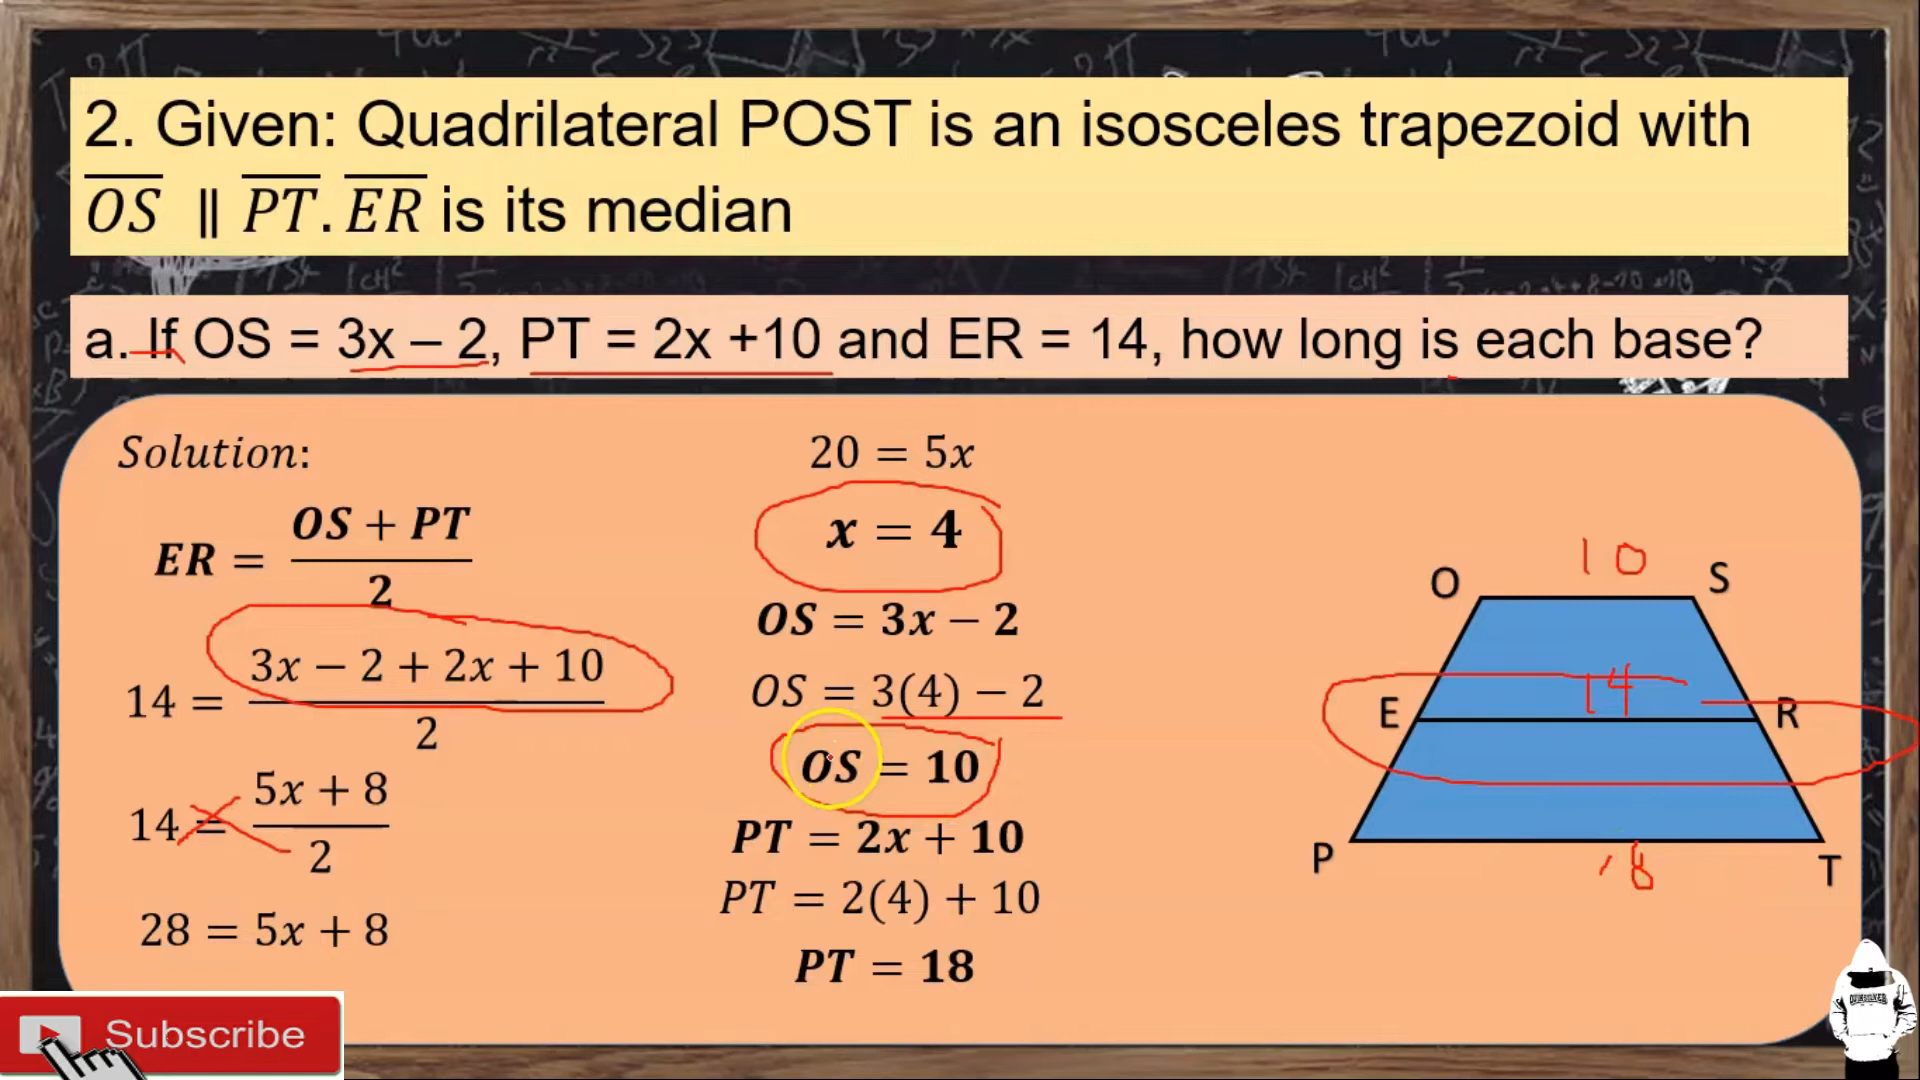 2. Given: Quadrilateral POST is an isosceles trapezoid with
OS ∥ PT. ER is its median
a. If OS = 3x – 2, PT = 2x +10 and ER = 14, how long is each base?
Solution:
ER = (OS + PT)/2
14 = (3x − 2 + 2x + 10)/2
14 = (5x + 8)/2
28 = 5x + 8
20 = 5x
x = 4
OS = 3x − 2
OS = 3(4) − 2
OS = 10
PT = 2x + 10
PT = 2(4) + 10
PT = 18
10
O S
14
E R
P T
18
Subscribe
QUIKSILVER